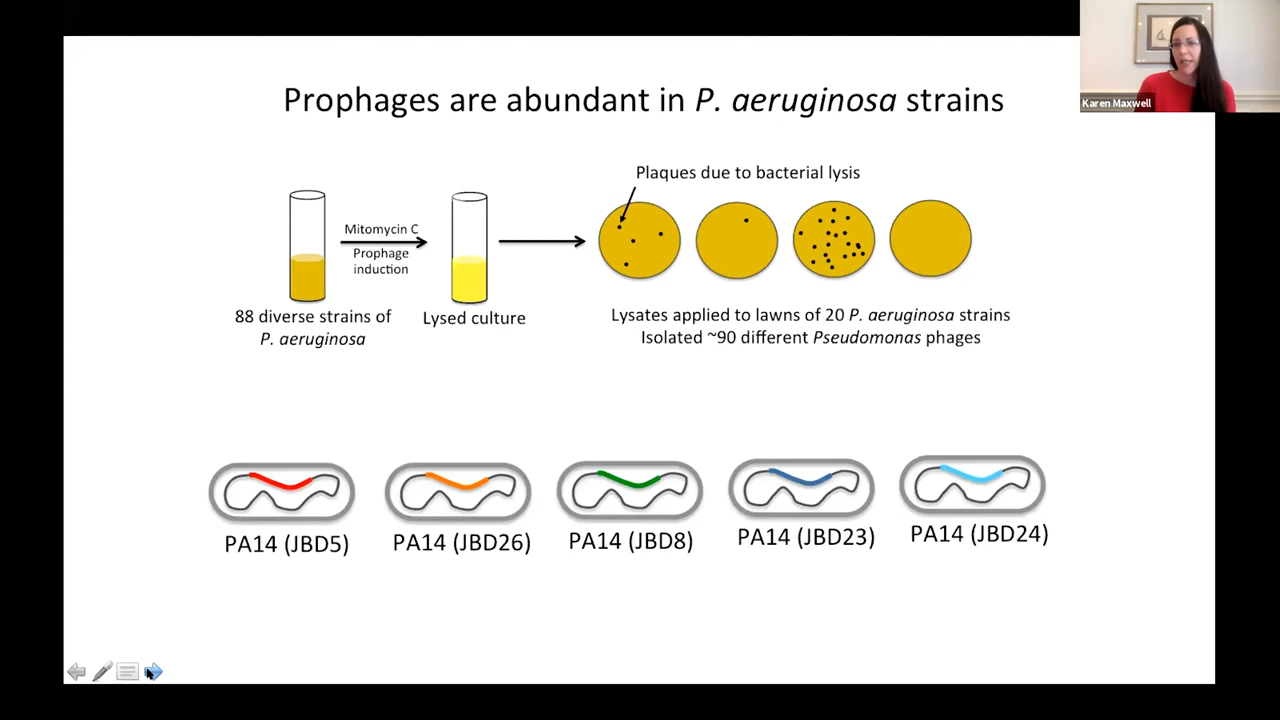 Prophages are abundant in P. aeruginosa strains
Karen Maxwell
Plaques due to bacterial lysis
Mitomycin C
Prophage
induction
88 diverse strains of
P. aeruginosa
Lysed culture
Lysates applied to lawns of 20 P. aeruginosa strains
Isolated ~90 different Pseudomonas phages
PA14 (JBD5)
PA14 (JBD26)
PA14 (JBD8)
PA14 (JBD23)
PA14 (JBD24)